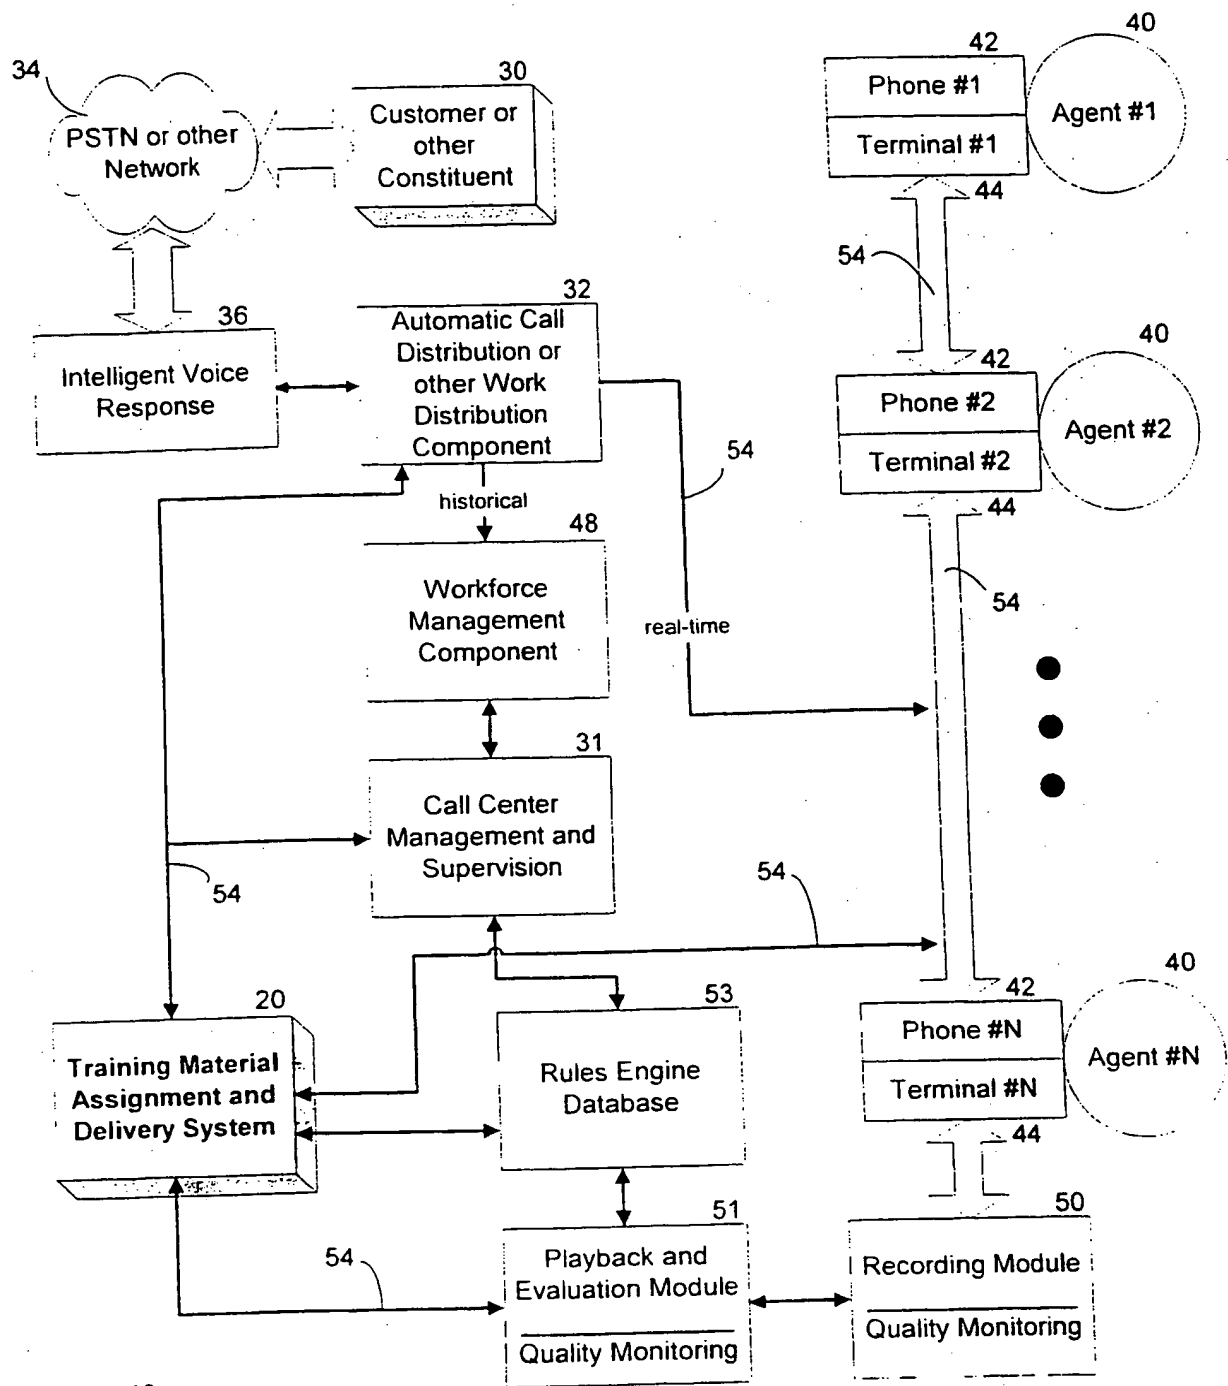 34
PSTN or other
Network
30
Customer or
other
Constituent
42
Phone #1
Terminal #1
44
40
Agent #1
54
36
Intelligent Voice
Response
32
Automatic Call
Distribution or
other Work
Distribution
Component
42
Phone #2
Terminal #2
44
40
Agent #2
54
54
historical
48
Workforce
Management
Component
real-time
31
Call Center
Management and
Supervision
54
54
20
Training Material
Assignment and
Delivery System
53
Rules Engine
Database
42
Phone #N
Terminal #N
44
40
Agent #N
54
51
Playback and
Evaluation Module
Quality Monitoring
50
Recording Module
Quality Monitoring